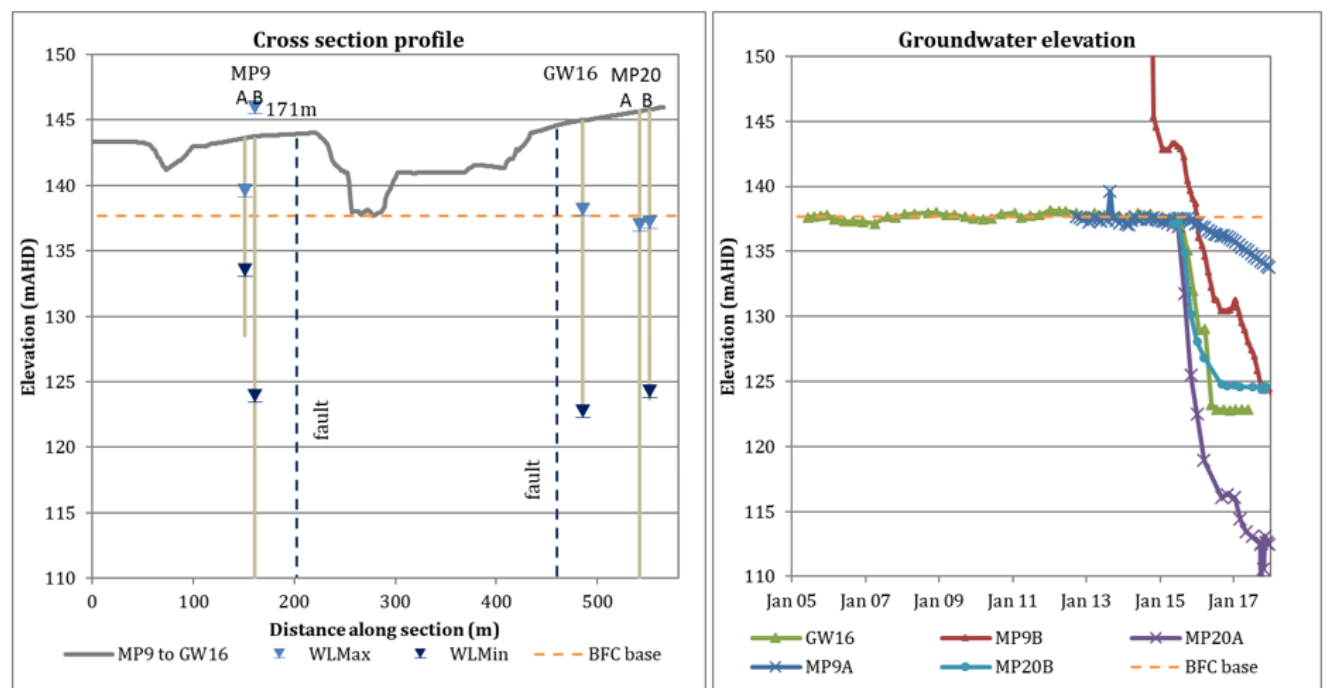 Cross section profile
150
145
140
135
130
125
120
115
110
Elevation (mAHD)
MP9
A B
171m
GW16
MP20
A B
fault
fault
0 100 200 300 400 500
Distance along section (m)
MP9 to GW16 WLMax WLMin BFC base
Groundwater elevation
150
145
140
135
130
125
120
115
110
Elevation (mAHD)
Jan 05 Jan 07 Jan 09 Jan 11 Jan 13 Jan 15 Jan 17
GW16 MP9B MP20A
MP9A MP20B BFC base